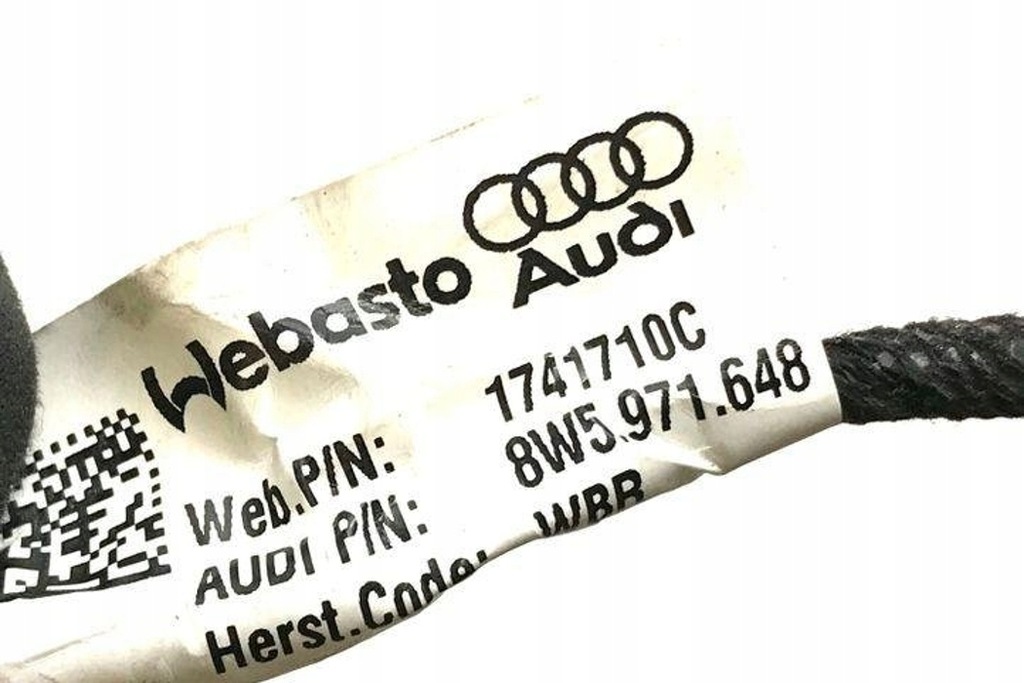 Webasto Audi
Web.P/N: 1741710C
AUDI P/N: 8W5.971.648
Herst.Code: WBB